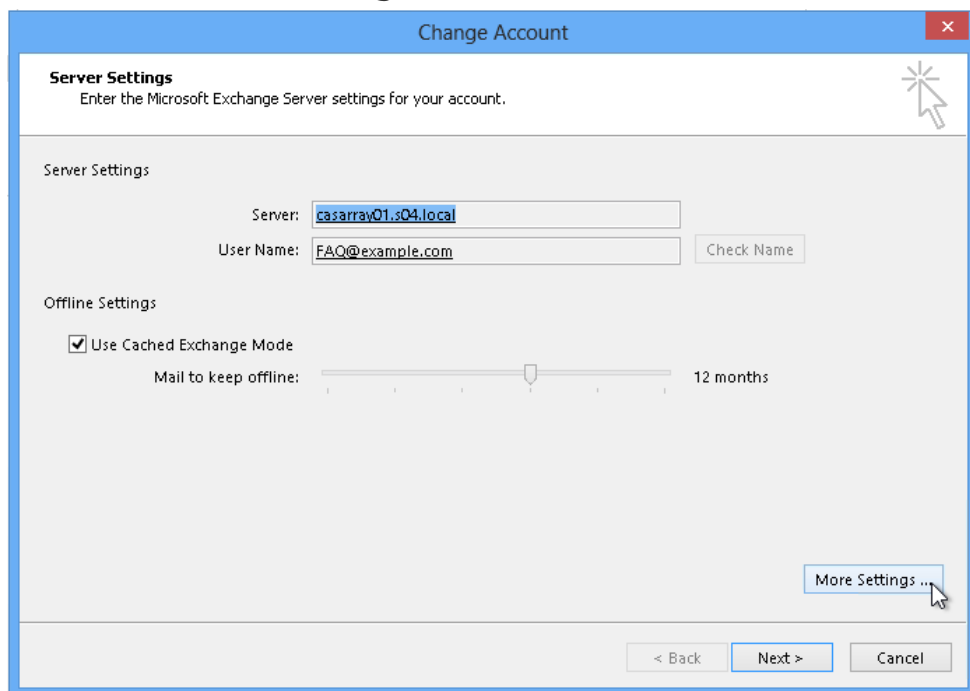 Change Account
Server Settings
Enter the Microsoft Exchange Server settings for your account.
Server Settings
Server: casarray01.s04.local
User Name: FAQ@example.com Check Name
Offline Settings
Use Cached Exchange Mode
Mail to keep offline: 12 months
More Settings ...
< Back Next > Cancel